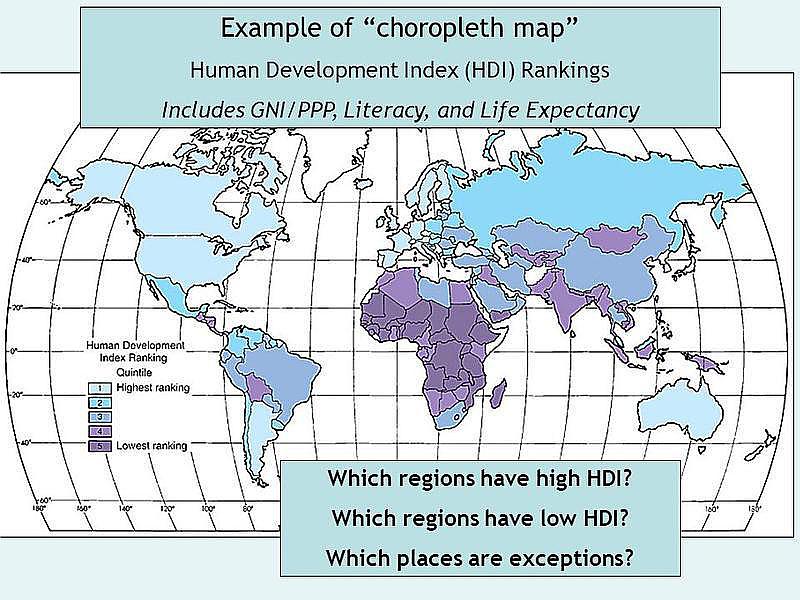 Example of “choropleth map”
Human Development Index (HDI) Rankings
Includes GNI/PPP, Literacy, and Life Expectancy
60°
40°
20°
0°
20°
40°
60°
Human Development
Index Ranking
Quintile
1 Highest ranking
2
3
4
5 Lowest ranking
180° 160° 140° 120° 100° 80° 160° 180°
Which regions have high HDI?
Which regions have low HDI?
Which places are exceptions?